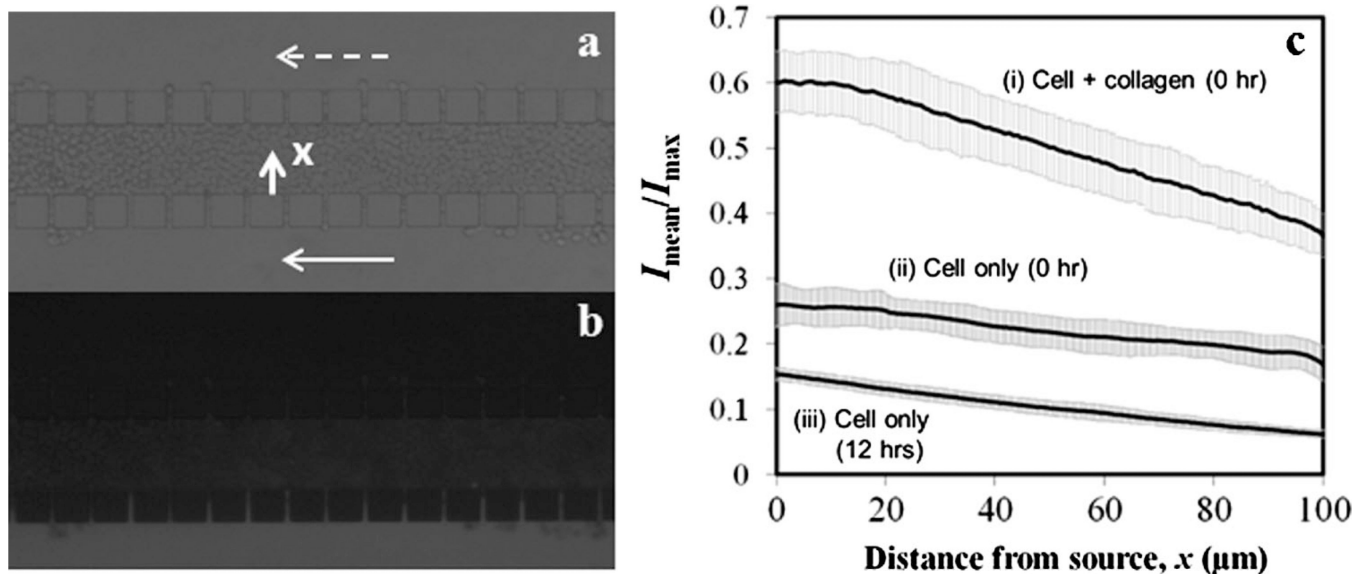 a
x
b
c
0.7
0.6
0.5
0.4
0.3
0.2
0.1
0
I_mean/I_max
(i) Cell + collagen (0 hr)
(ii) Cell only (0 hr)
(iii) Cell only
(12 hrs)
0 20 40 60 80 100
Distance from source, x (µm)